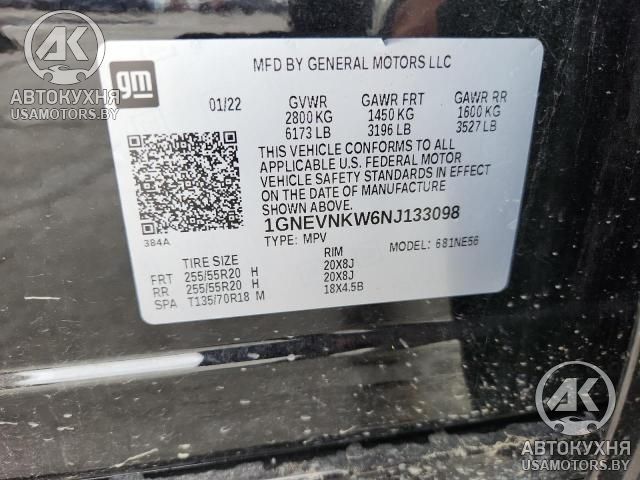 AK
АВТОКУХНЯ
USAMOTORS.BY
gm
MFD BY GENERAL MOTORS LLC
01/22 GVWR GAWR FRT GAWR RR
2800 KG 1450 KG 1600 KG
6173 LB 3196 LB 3527 LB
THIS VEHICLE CONFORMS TO ALL
APPLICABLE U.S. FEDERAL MOTOR
VEHICLE SAFETY STANDARDS IN EFFECT
ON THE DATE OF MANUFACTURE
SHOWN ABOVE.
1GNEVNKW6NJ133098
384A
TYPE: MPV MODEL: 681NE56
TIRE SIZE RIM
FRT 255/55R20 H 20X8J
RR 255/55R20 H 20X8J
SPA T135/70R18 M 18X4.5B
AK
АВТОКУХНЯ
USAMOTORS.BY